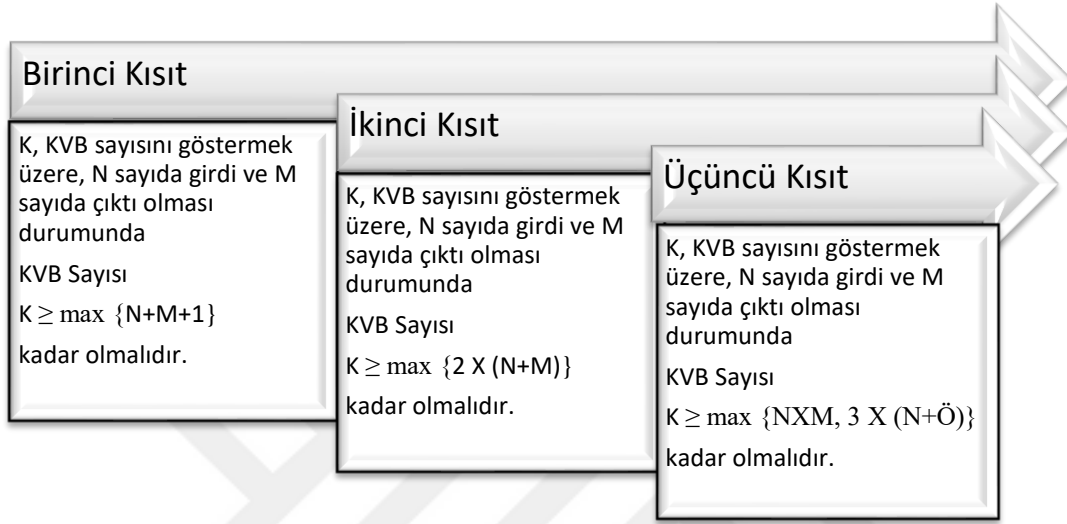 Birinci Kısıt
K, KVB sayısını göstermek
üzere, N sayıda girdi ve M
sayıda çıktı olması
durumunda
KVB Sayısı
K ≥ max {N+M+1}
kadar olmalıdır.
İkinci Kısıt
K, KVB sayısını göstermek
üzere, N sayıda girdi ve M
sayıda çıktı olması
durumunda
KVB Sayısı
K ≥ max {2 X (N+M)}
kadar olmalıdır.
Üçüncü Kısıt
K, KVB sayısını göstermek
üzere, N sayıda girdi ve M
sayıda çıktı olması
durumunda
KVB Sayısı
K ≥ max {NXM, 3 X (N+Ö)}
kadar olmalıdır.